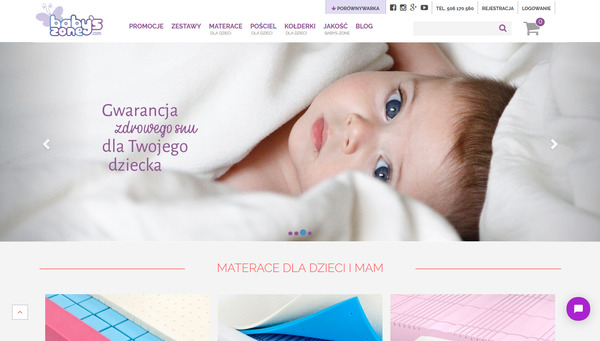 PORÓWNYWARKA
TEL. 506 170 560
REJESTRACJA
LOGOWANIE
baby's
zone
.com
PROMOCJE
ZESTAWY
MATERACE
DLA DZIECI
POŚCIEL
DLA DZIECI
KOŁDERKI
DLA DZIECI
JAKOŚĆ
BABYS-ZONE
BLOG
0
Gwarancja
zdrowego snu
dla Twojego
dziecka
MATERACE DLA DZIECI I MAM